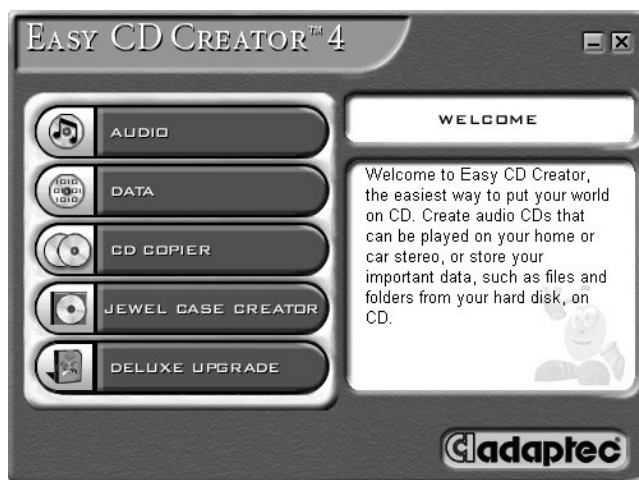 EASY CD CREATOR™ 4
AUDIO
DATA
CD COPIER
JEWEL CASE CREATOR
DELUXE UPGRADE
WELCOME
Welcome to Easy CD Creator,
the easiest way to put your world
on CD. Create audio CDs that
can be played on your home or
car stereo, or store your
important data, such as files and
folders from your hard disk, on
CD.
adaptec